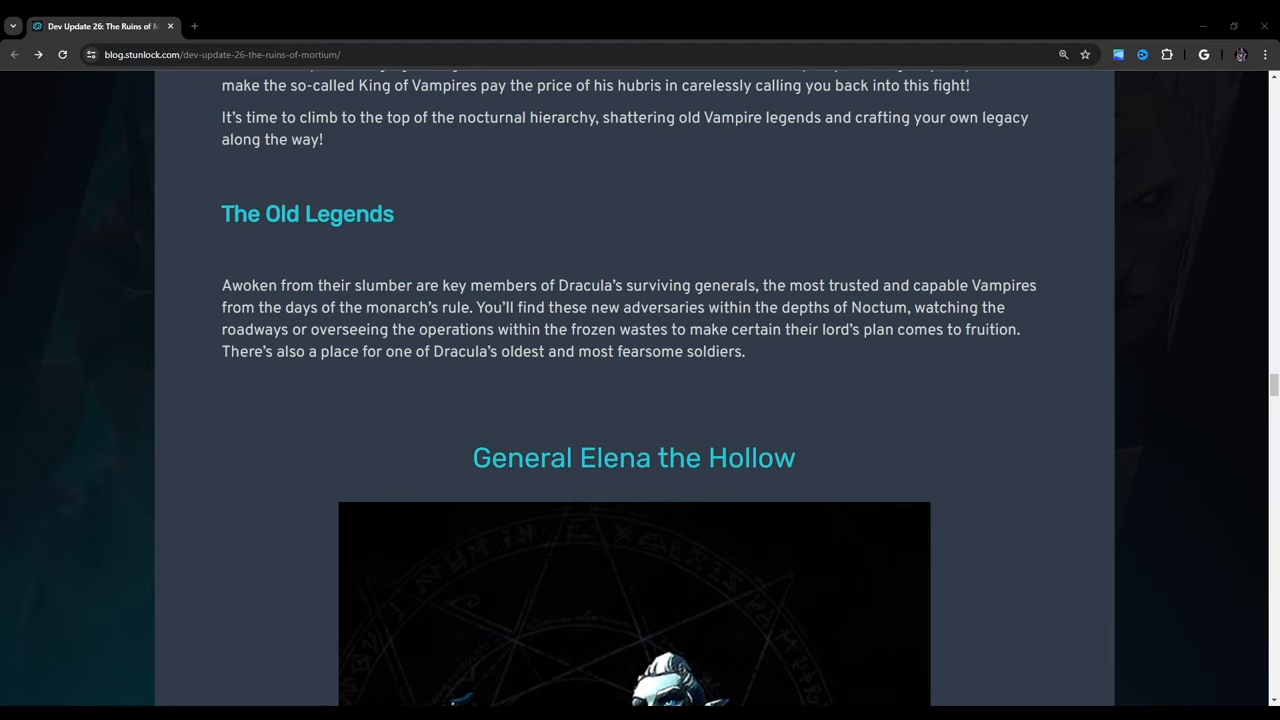 Dev Update 26: The Ruins of M
blog.stunlock.com/dev-update-26-the-ruins-of-mortium/
make the so-called King of Vampires pay the price of his hubris in carelessly calling you back into this fight!
It's time to climb to the top of the nocturnal hierarchy, shattering old Vampire legends and crafting your own legacy
along the way!
The Old Legends
Awoken from their slumber are key members of Dracula's surviving generals, the most trusted and capable Vampires
from the days of the monarch's rule. You'll find these new adversaries within the depths of Noctum, watching the
roadways or overseeing the operations within the frozen wastes to make certain their lord's plan comes to fruition.
There's also a place for one of Dracula's oldest and most fearsome soldiers.
General Elena the Hollow